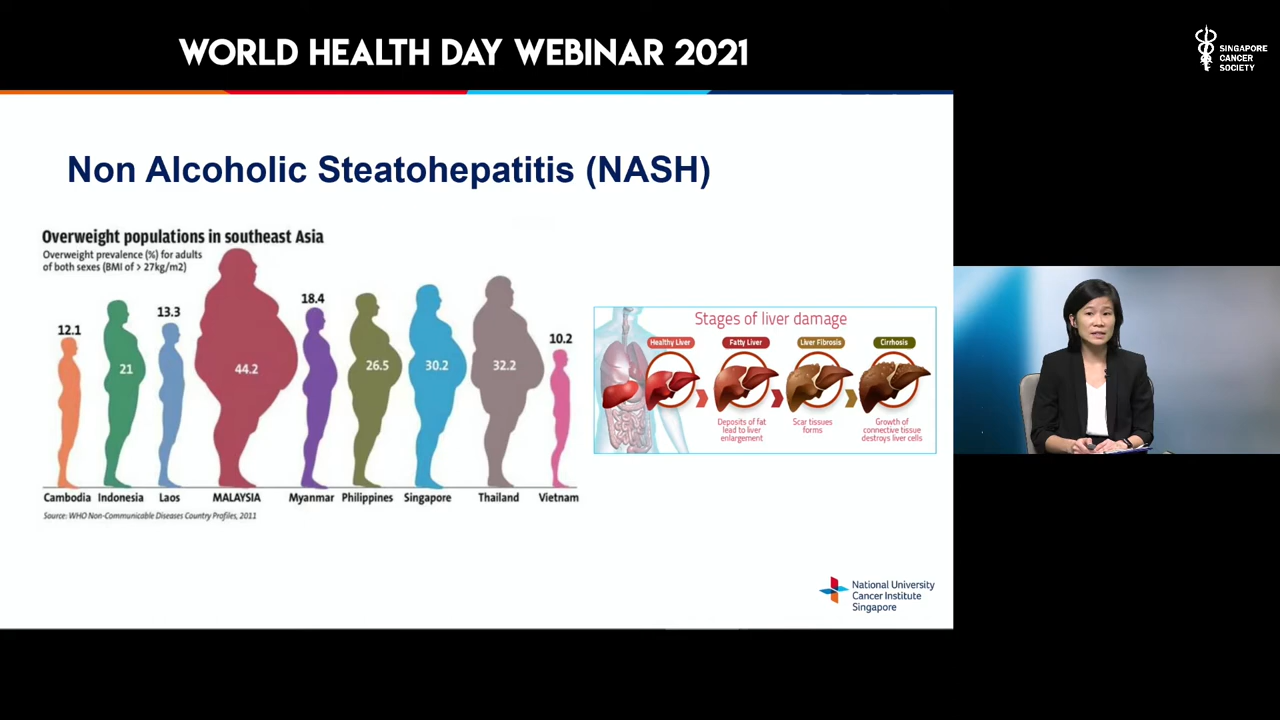 WORLD HEALTH DAY WEBINAR 2021
SINGAPORE
CANCER
SOCIETY
Non Alcoholic Steatohepatitis (NASH)
Overweight populations in southeast Asia
Overweight prevalence (%) for adults
of both sexes (BMI of > 27kg/m2)
12.1
21
13.3
44.2
18.4
26.5
30.2
32.2
10.2
Cambodia Indonesia Laos MALAYSIA Myanmar Philippines Singapore Thailand Vietnam
Source: WHO Non-Communicable Diseases Country Profiles, 2011
Stages of liver damage
Healthy Liver
Fatty Liver
Liver Fibrosis
Cirrhosis
Deposits of fat
lead to liver
enlargement
Scar tissues
forms
Growth of
connective tissue
destroys liver cells
National University
Cancer Institute
Singapore